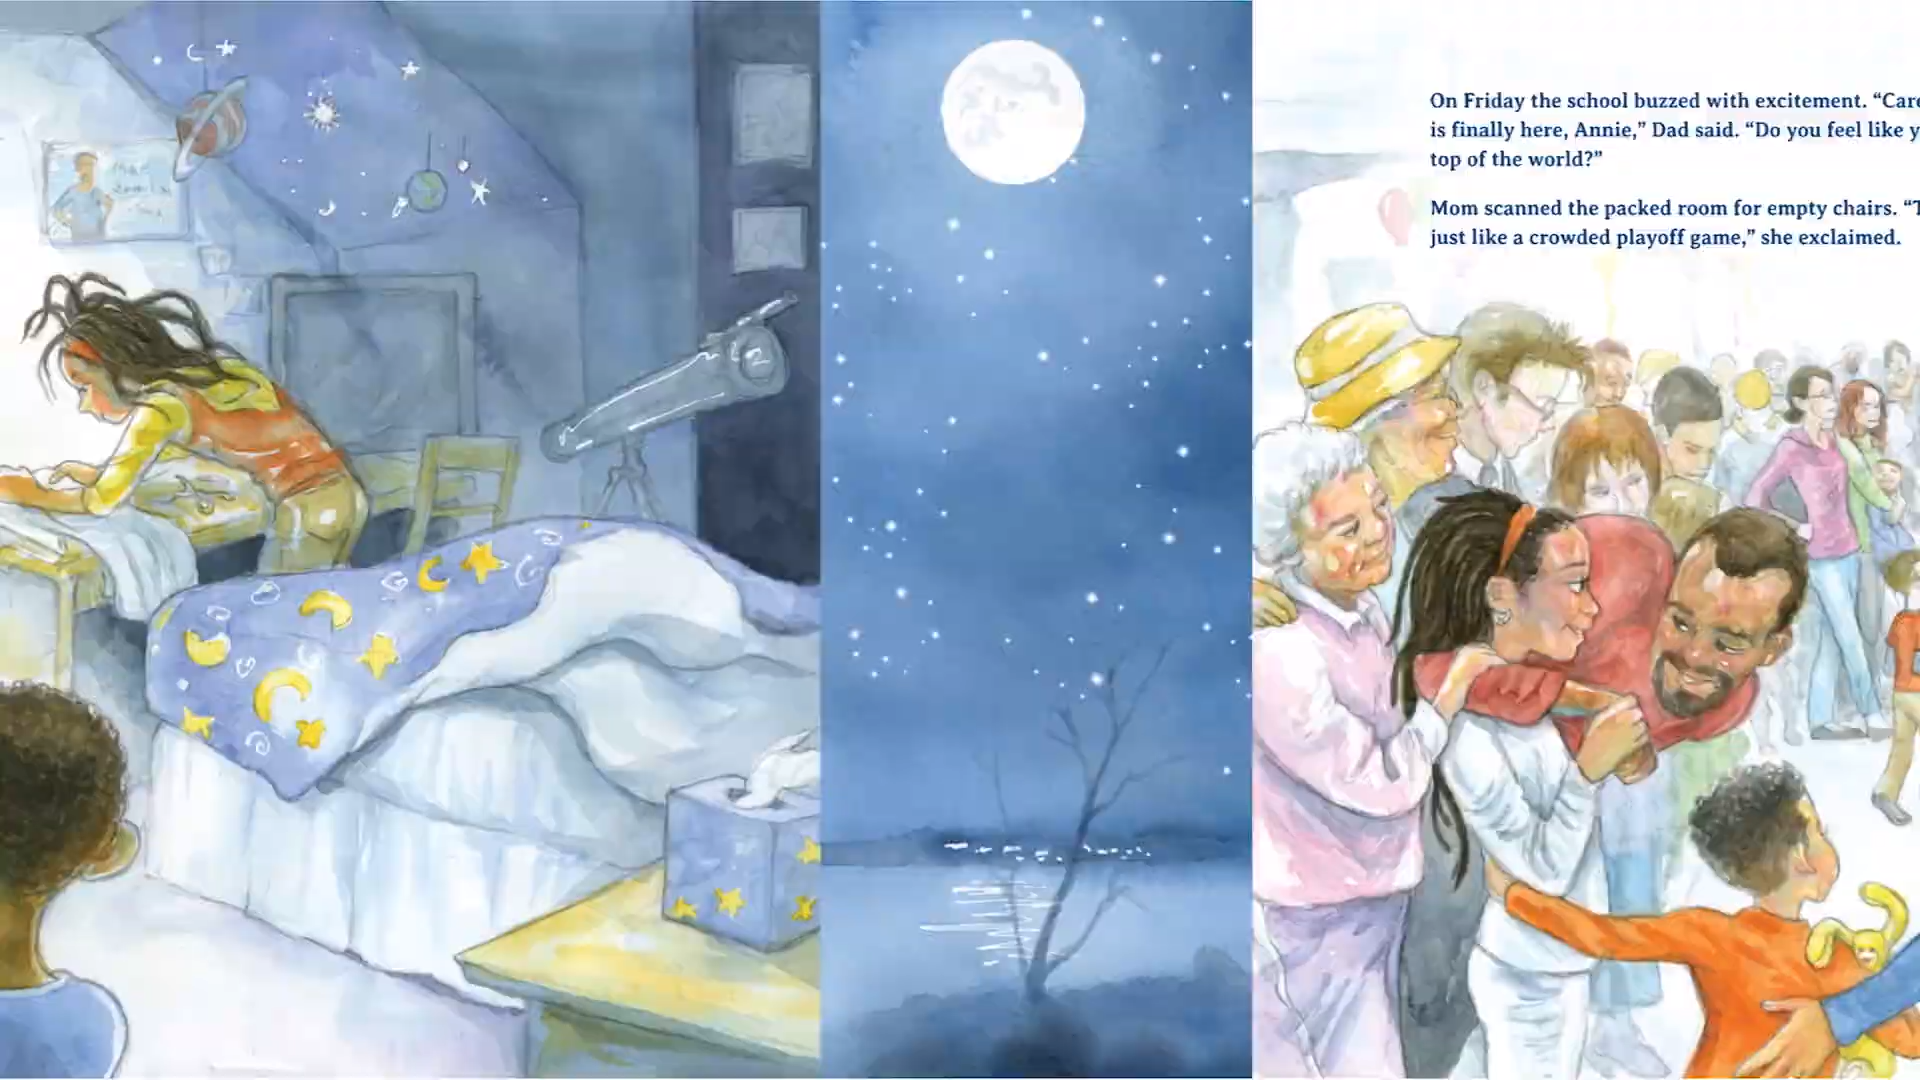 On Friday the school buzzed with excitement. “Care
is finally here, Annie,” Dad said. “Do you feel like y
top of the world?”
Mom scanned the packed room for empty chairs. “T
just like a crowded playoff game,” she exclaimed.